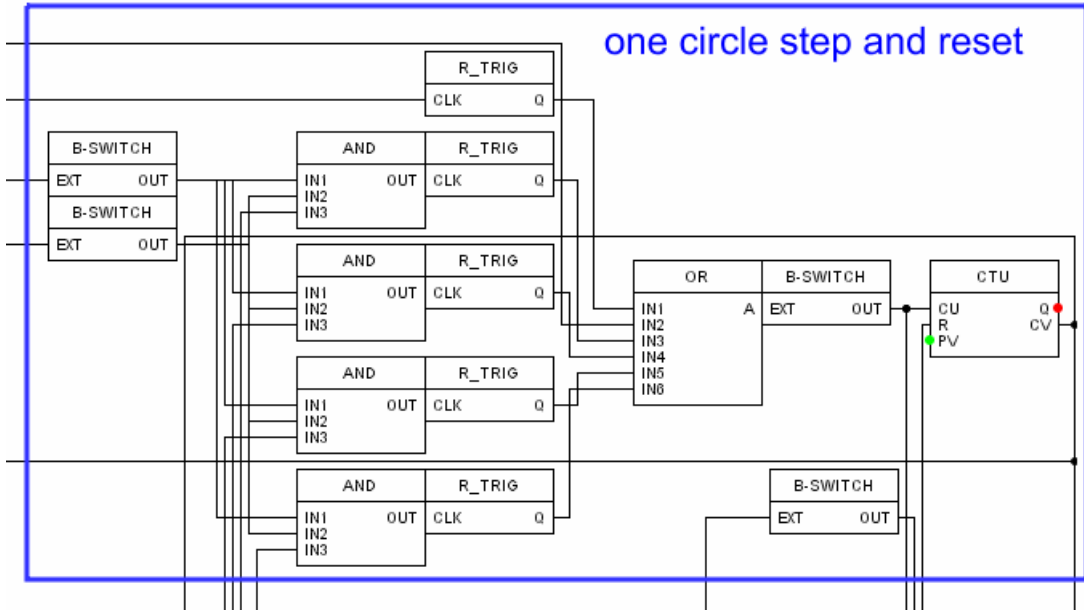 one circle step and reset
R_TRIG
CLK Q
B-SWITCH
EXT OUT
B-SWITCH
EXT OUT
AND
IN1 OUT
IN2
IN3
R_TRIG
CLK Q
AND
IN1 OUT
IN2
IN3
R_TRIG
CLK Q
AND
IN1 OUT
IN2
IN3
R_TRIG
CLK Q
AND
IN1 OUT
IN2
IN3
R_TRIG
CLK Q
OR
IN1 A
IN2
IN3
IN4
IN5
IN6
B-SWITCH
EXT OUT
CTU
CU Q
R CV
PV
B-SWITCH
EXT OUT